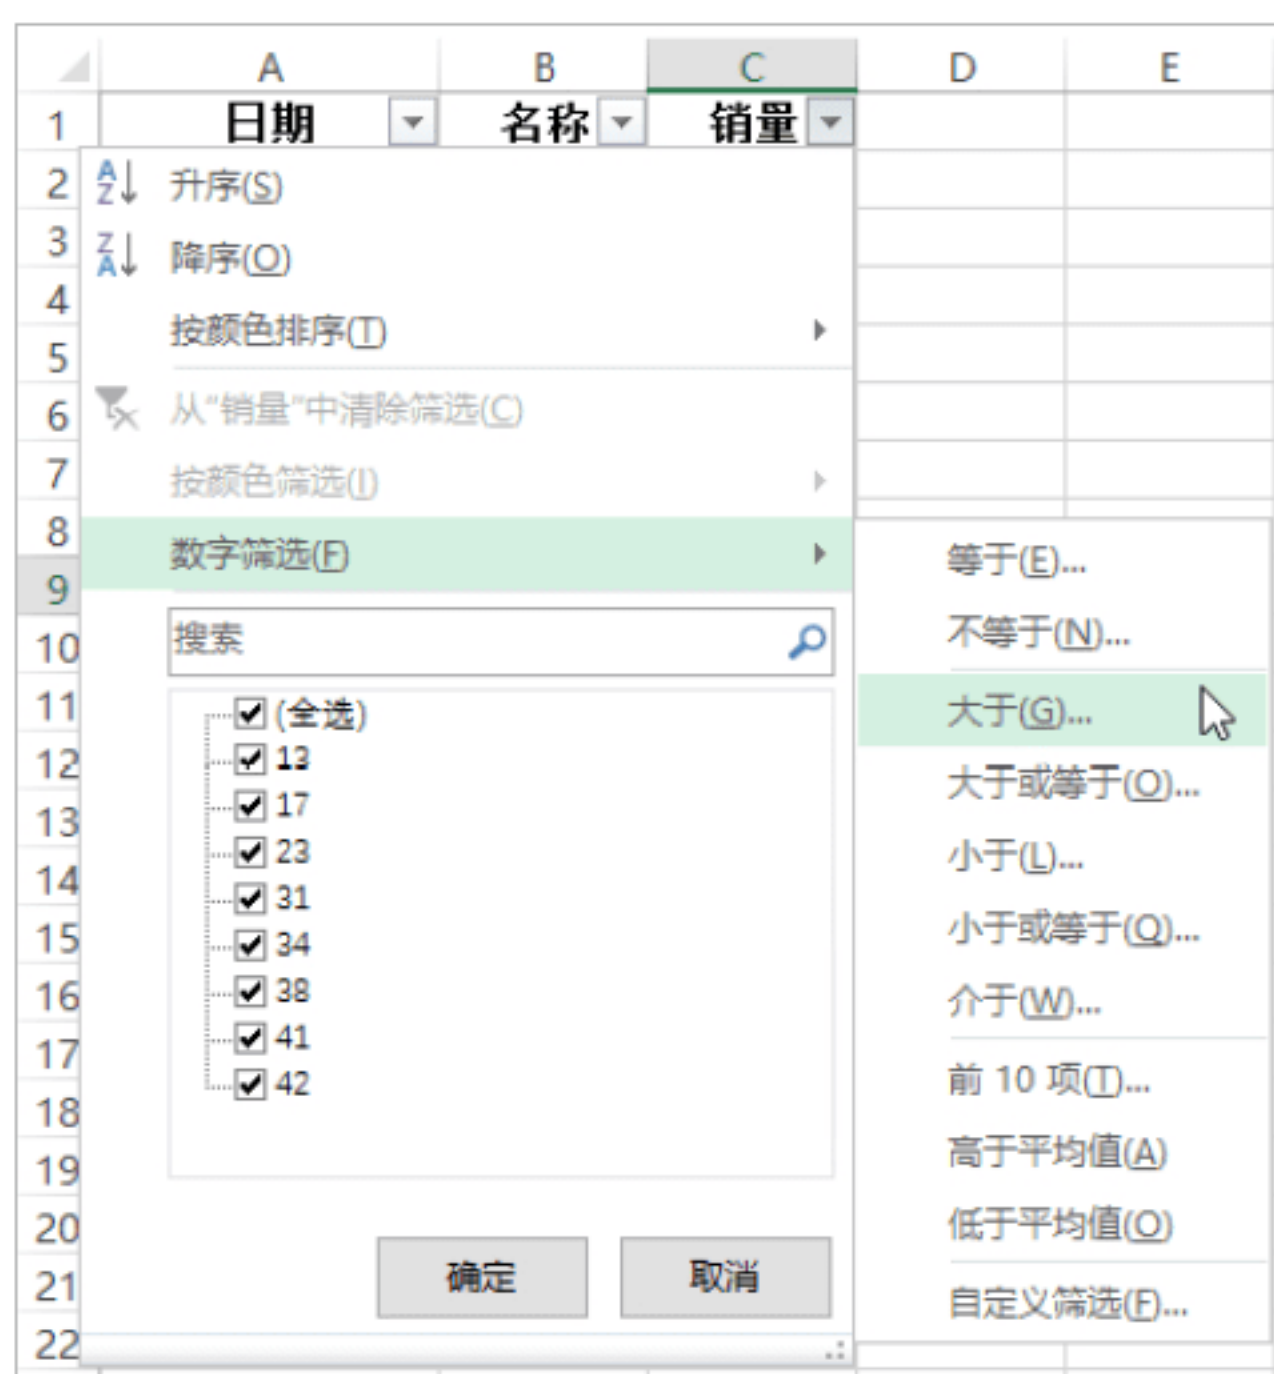 A B C D E
1 日期 名称 销量
2 升序(S)
3 降序(O)
4
按颜色排序(T)
5
6 从“销量”中清除筛选(C)
7 按颜色筛选(I)
8
数字筛选(F)
等于(E)...
9
10 搜索
不等于(N)...
11 (全选)
大于(G)...
12 13
大于或等于(O)...
13 17
23
小于(L)...
14 31
15 34
小于或等于(Q)...
16 38
介于(W)...
17 41
18 42
前 10 项(T)...
19
高于平均值(A)
20
低于平均值(O)
21 确定 取消
自定义筛选(F)...
22